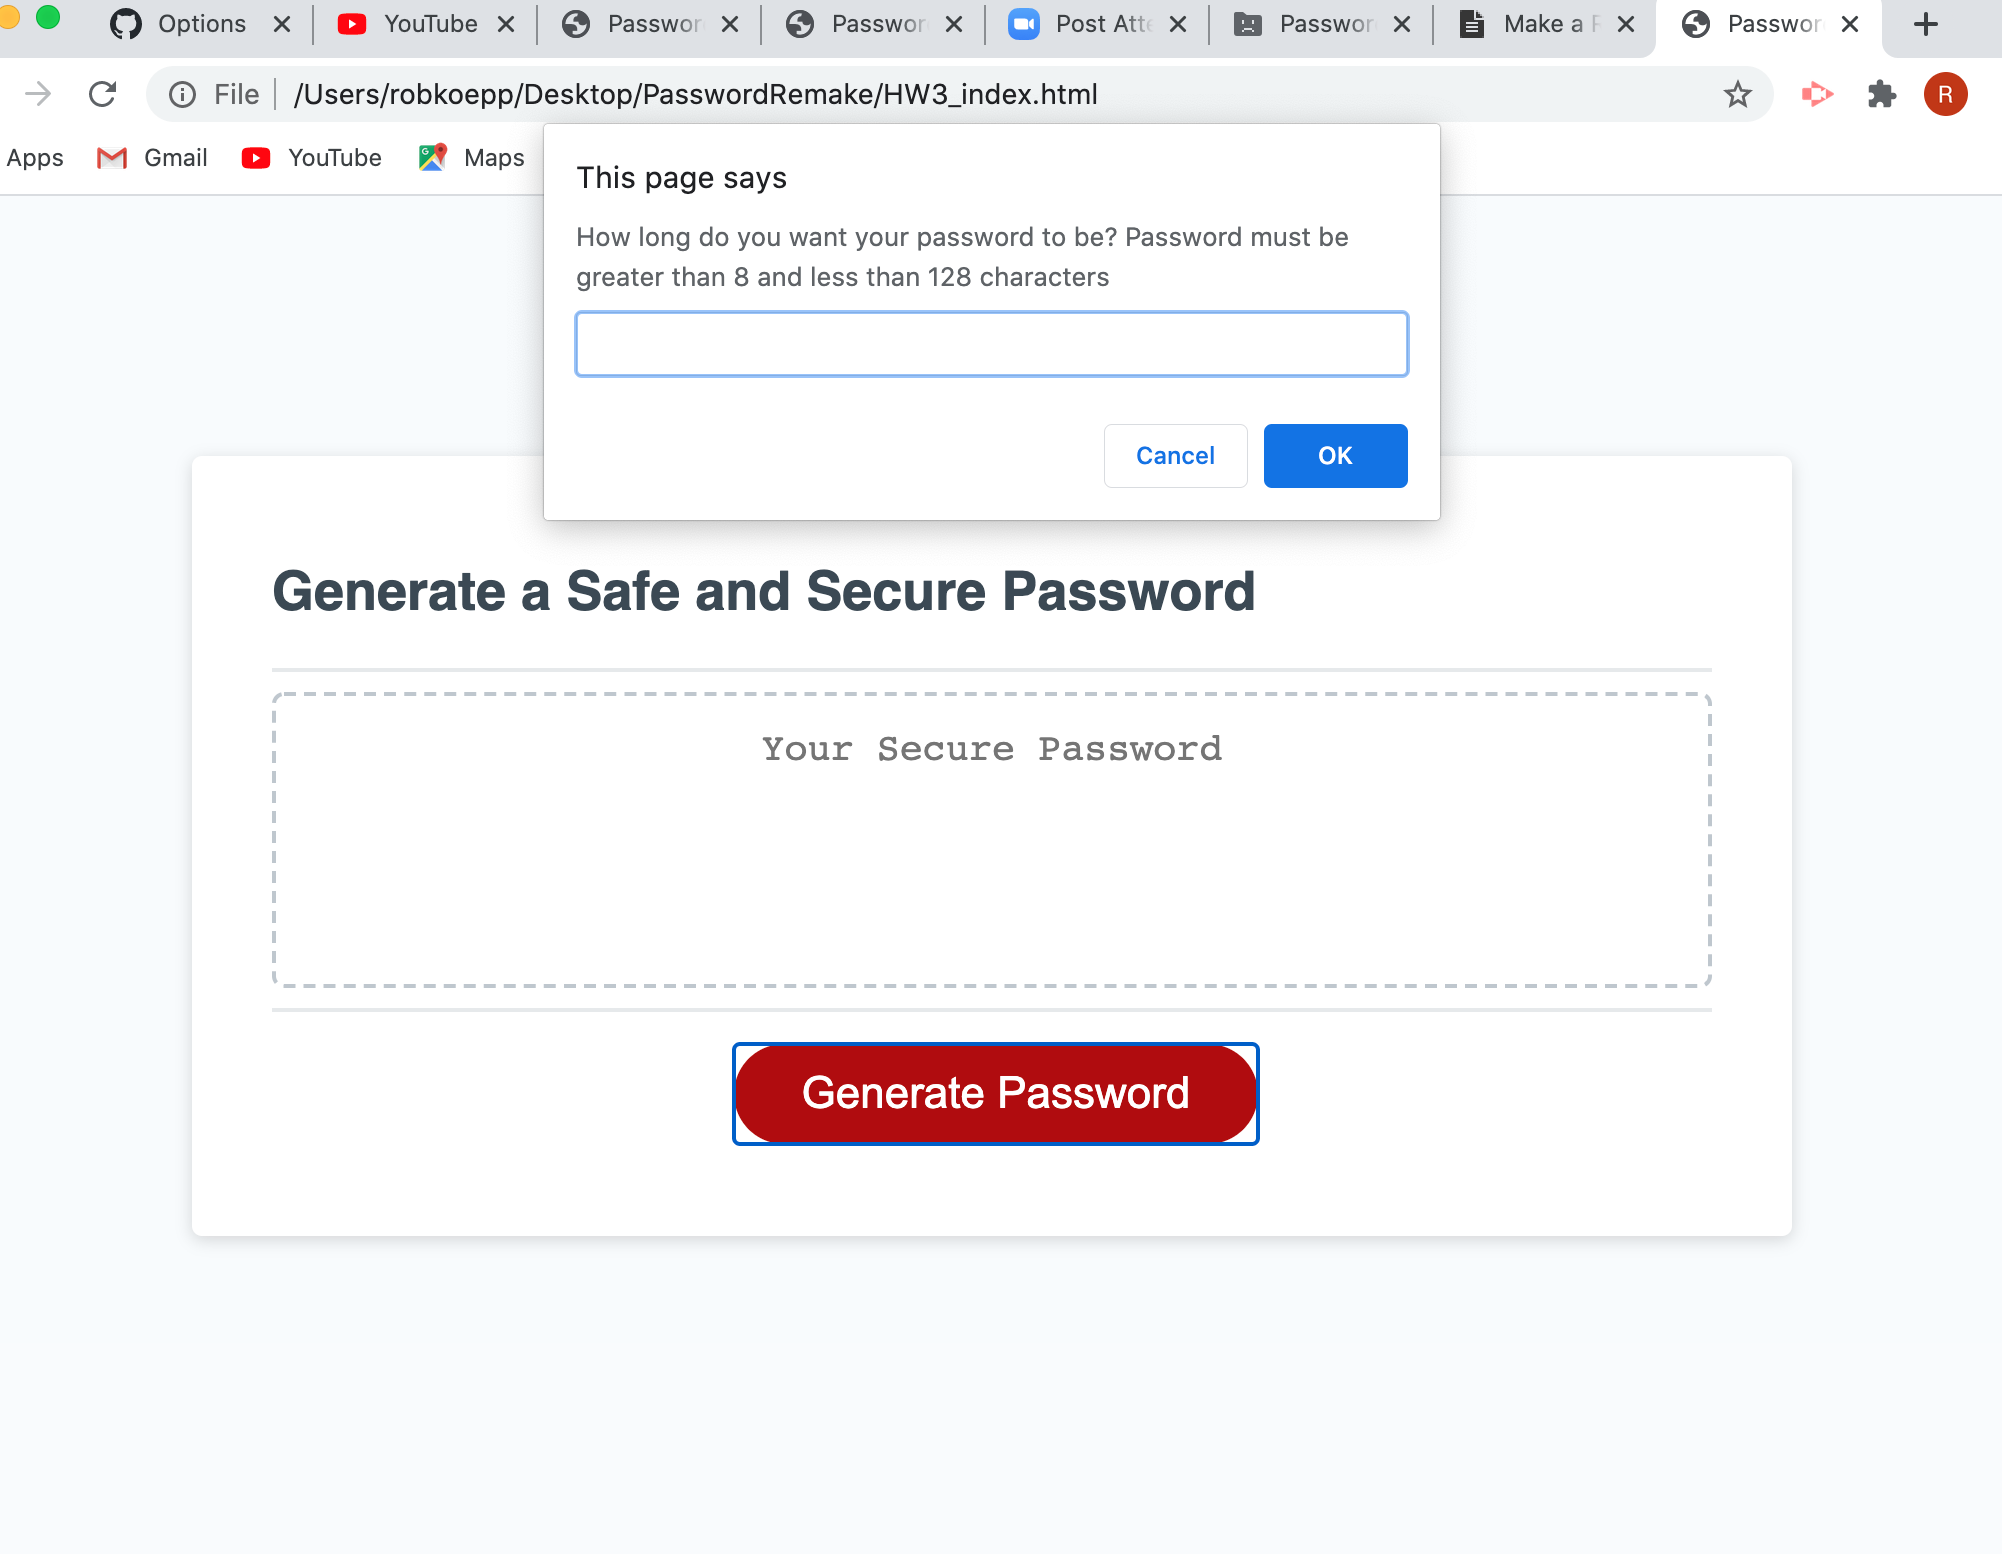 Options
YouTube
Passwor
Passwor
Post Atte
Passwor
Make a R
Passwor
File
/Users/robkoepp/Desktop/PasswordRemake/HW3_index.html
R
Apps
Gmail
YouTube
Maps
This page says
How long do you want your password to be? Password must be
greater than 8 and less than 128 characters
Cancel
OK
Generate a Safe and Secure Password
Your Secure Password
Generate Password